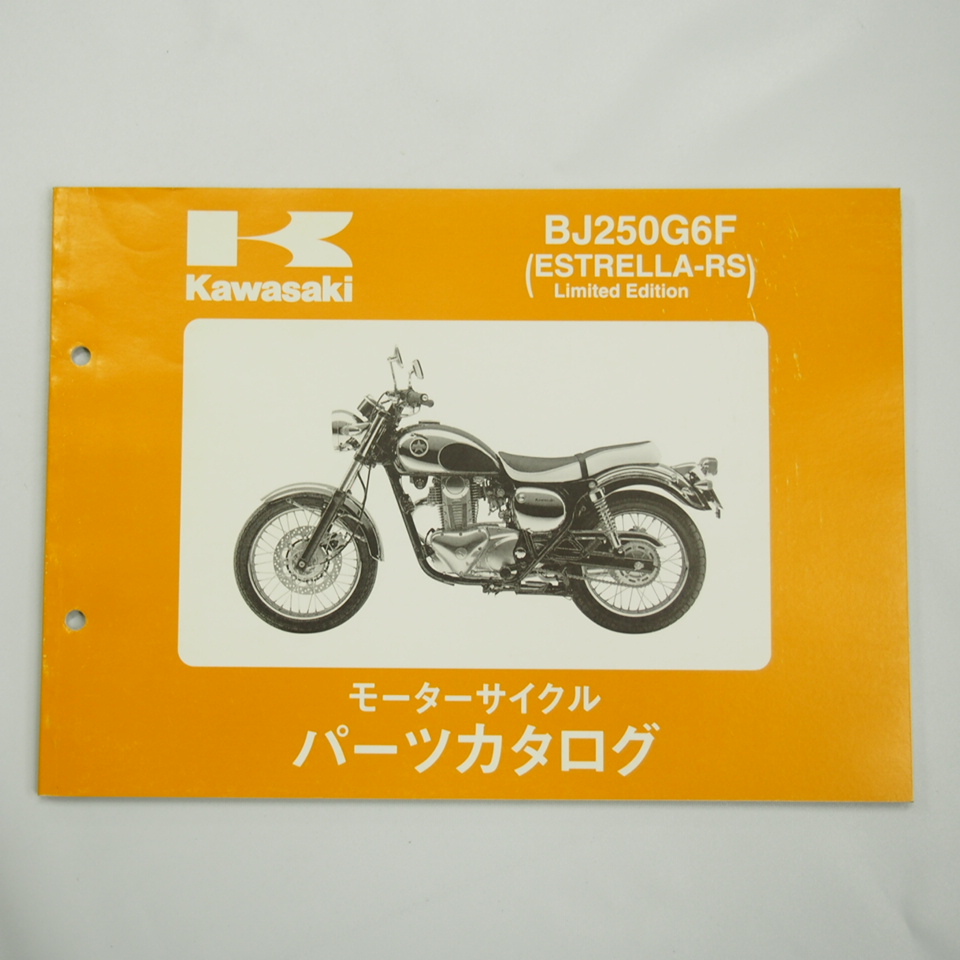 Kawasaki
BJ250G6F
(ESTRELLA-RS)
Limited Edition
モーターサイクル
パーツカタログ